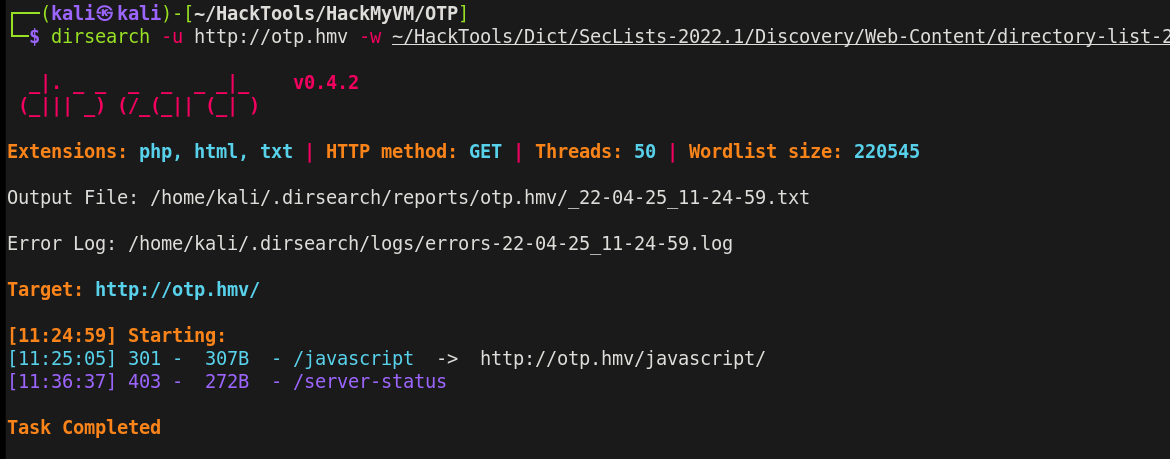 ┌──(kali㉿kali)-[~/HackTools/HackMyVM/OTP]
└─$ dirsearch -u http://otp.hmv -w ~/HackTools/Dict/SecLists-2022.1/Discovery/Web-Content/directory-list-2
  _|. _ _  _  _  _ _|_    v0.4.2
 (_||| _) (/_(_|| (_| )
Extensions: php, html, txt | HTTP method: GET | Threads: 50 | Wordlist size: 220545
Output File: /home/kali/.dirsearch/reports/otp.hmv/_22-04-25_11-24-59.txt
Error Log: /home/kali/.dirsearch/logs/errors-22-04-25_11-24-59.log
Target: http://otp.hmv/
[11:24:59] Starting:
[11:25:05] 301 -  307B  - /javascript  ->  http://otp.hmv/javascript/
[11:36:37] 403 -  272B  - /server-status
Task Completed